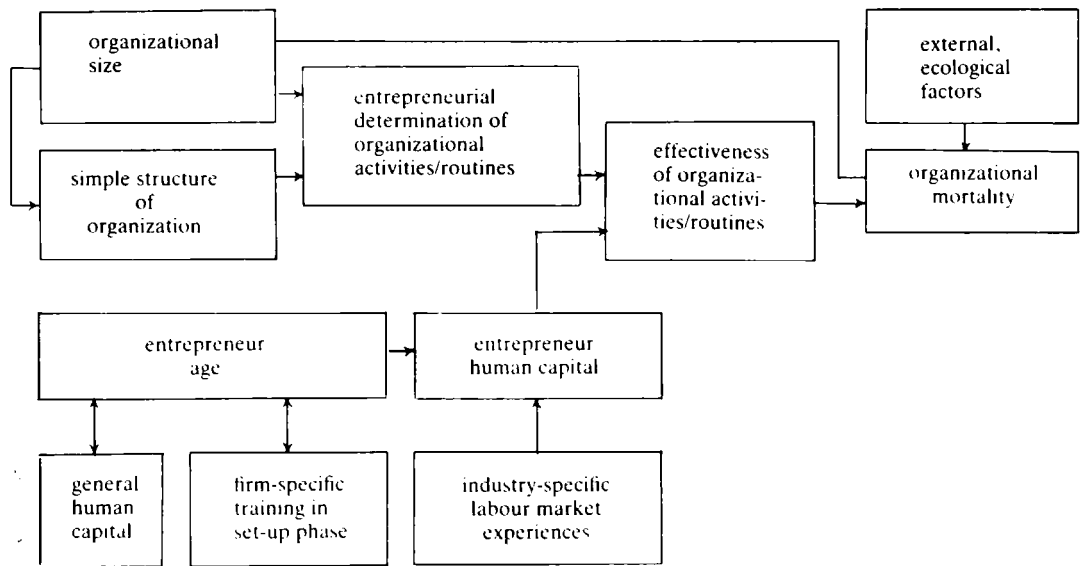 organizational
size
external,
ecological
factors
entrepreneurial
determination of
organizational
activities/routines
effectiveness
of organiza-
tional activi-
ties/routines
simple structure
of
organization
organizational
mortality
entrepreneur
age
entrepreneur
human capital
general
human
capital
firm-specific
training in
set-up phase
industry-specific
labour market
experiences